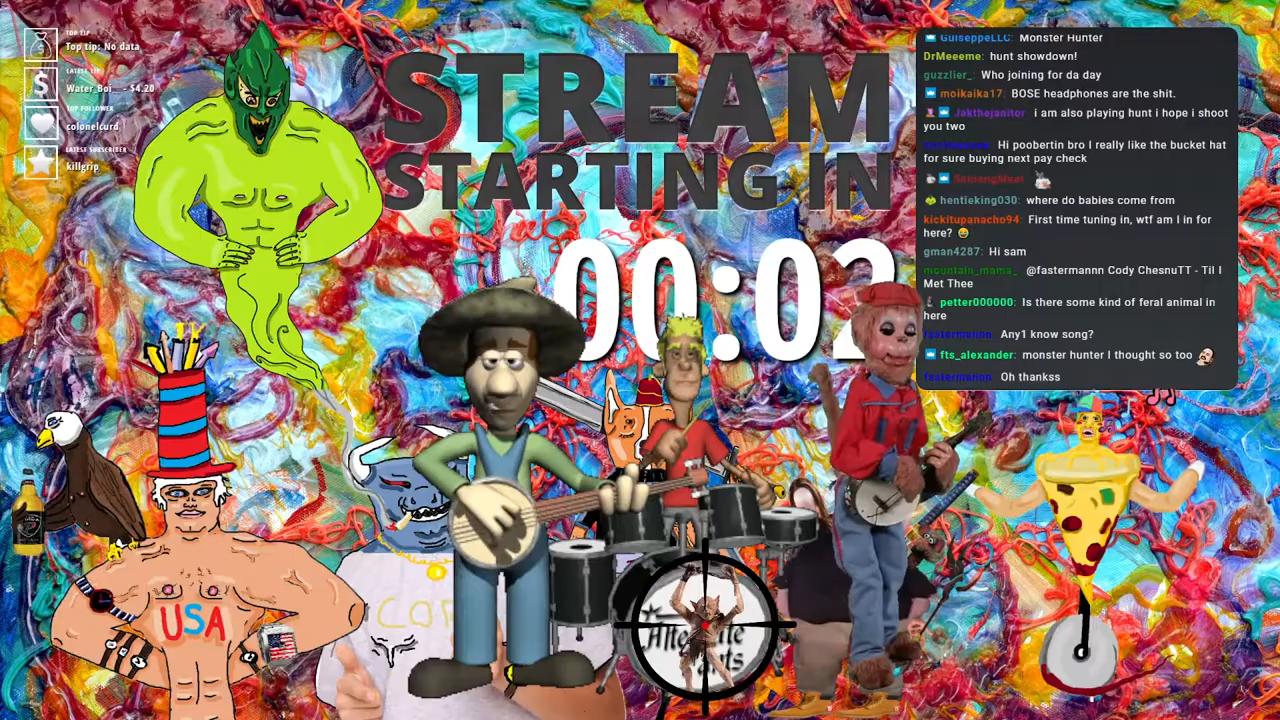 TOP TIP
Top tip: No data
LATEST TIP
Water_Boi__ - $4.20
TOP FOLLOWER
colonelcurd
LATEST SUBSCRIBER
killgrip
STREAM
STARTING IN
00:02
GuiseppeLLC: Monster Hunter
DrMeeeme: hunt showdown!
guzzlier_: Who joining for da day
moikaika17: BOSE headphones are the shit.
Jakthejanitor i am also playing hunt i hope i shoot
you two
Hi poobertin bro I really like the bucket hat
for sure buying next pay check
hentieking030: where do babies come from
kickitupanacho94: First time tuning in, wtf am i in for
here?
gman4287: Hi sam
mountain_mama_ @fastermannn Cody ChesnuTT - Til I
Met Thee
petter000000: Is there some kind of feral animal in
here
Any1 know song?
fts_alexander: monster hunter I thought so too
Oh thankss
USA